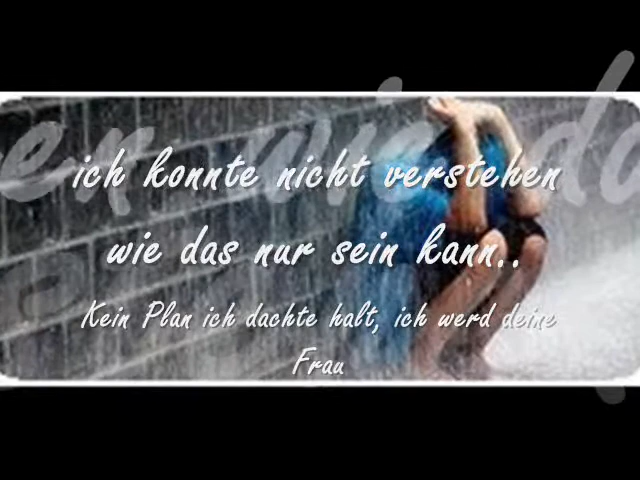 ich konnte nicht verstehen
wie das nur sein kann..
Kein Plan ich dachte halt, ich werd deine
Frau